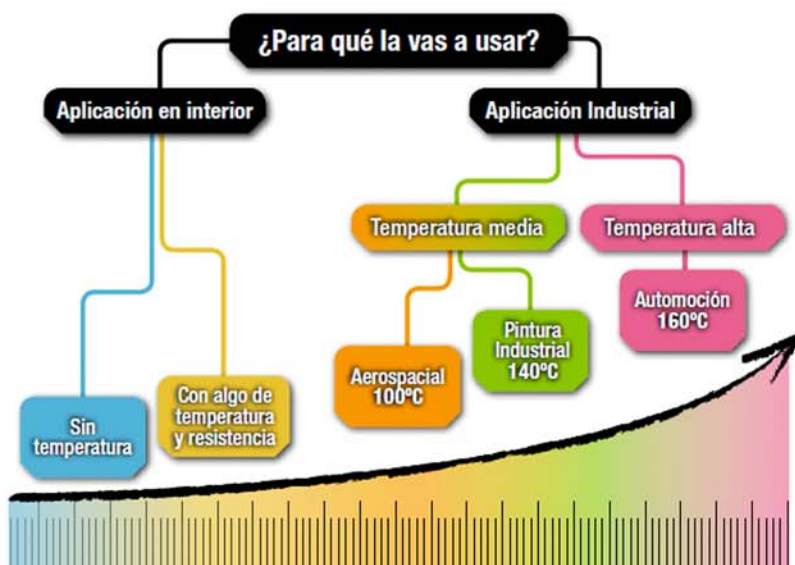 ¿Para qué la vas a usar?
Aplicación en interior
Aplicación Industrial
Temperatura media
Temperatura alta
Automoción
160ºC
Pintura
Industrial
140ºC
Aerospacial
100ºC
Con algo de
temperatura
y resistencia
Sin
temperatura